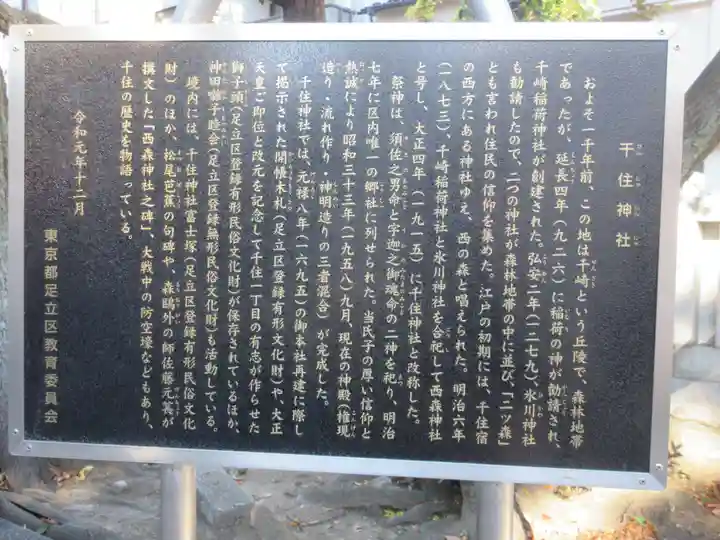 千住神社
およそ一千年前、この地は千崎という丘陵で、森林地帯
であったが、延長四年（九二六）に稲荷の神が勧請され、
千崎稲荷神社が創建された。弘安二年（一二七九）、氷川神社
も勧請したので、二つの神社が森林地帯の中に並び、「二ツ森」
とも言われ住民の信仰を集めた。江戸の初期には、千住宿
の西方にある神社ゆえ、西の森と唱えられた。明治六年
（一八七三）、千崎稲荷神社と氷川神社を合祀して西森神社
と号し、大正四年（一九一五）に千住神社と改称した。
祭神は、須佐之男命と宇迦之御魂命の二神を祀り、明治
七年に区内唯一の郷社に列せられた。当氏子の厚い信仰と
熱誠により昭和三十三年（一九五八）九月、現在の神殿（権現
造り・流れ作り・神明造りの三者混合）が完成した。
千住神社では、元禄八年（一六九五）の御本社再建に際し
て掲示された開帳木札（足立区登録有形文化財）や、大正
天皇ご即位と改元を記念して千住一丁目の有志が作らせた
獅子頭（足立区登録有形民俗文化財）が保存されているほか、
神田囃子睦会（足立区登録無形民俗文化財）も活動している。
境内には、千住神社富士塚（足立区登録有形民俗文化
財）のほか、松尾芭蕉の句碑や、森鷗外の師佐藤元萇が
撰文した「西森神社之碑」、大戦中の防空壕などもあり、
千住の歴史を物語っている。
令和元年十二月
東京都足立区教育委員会